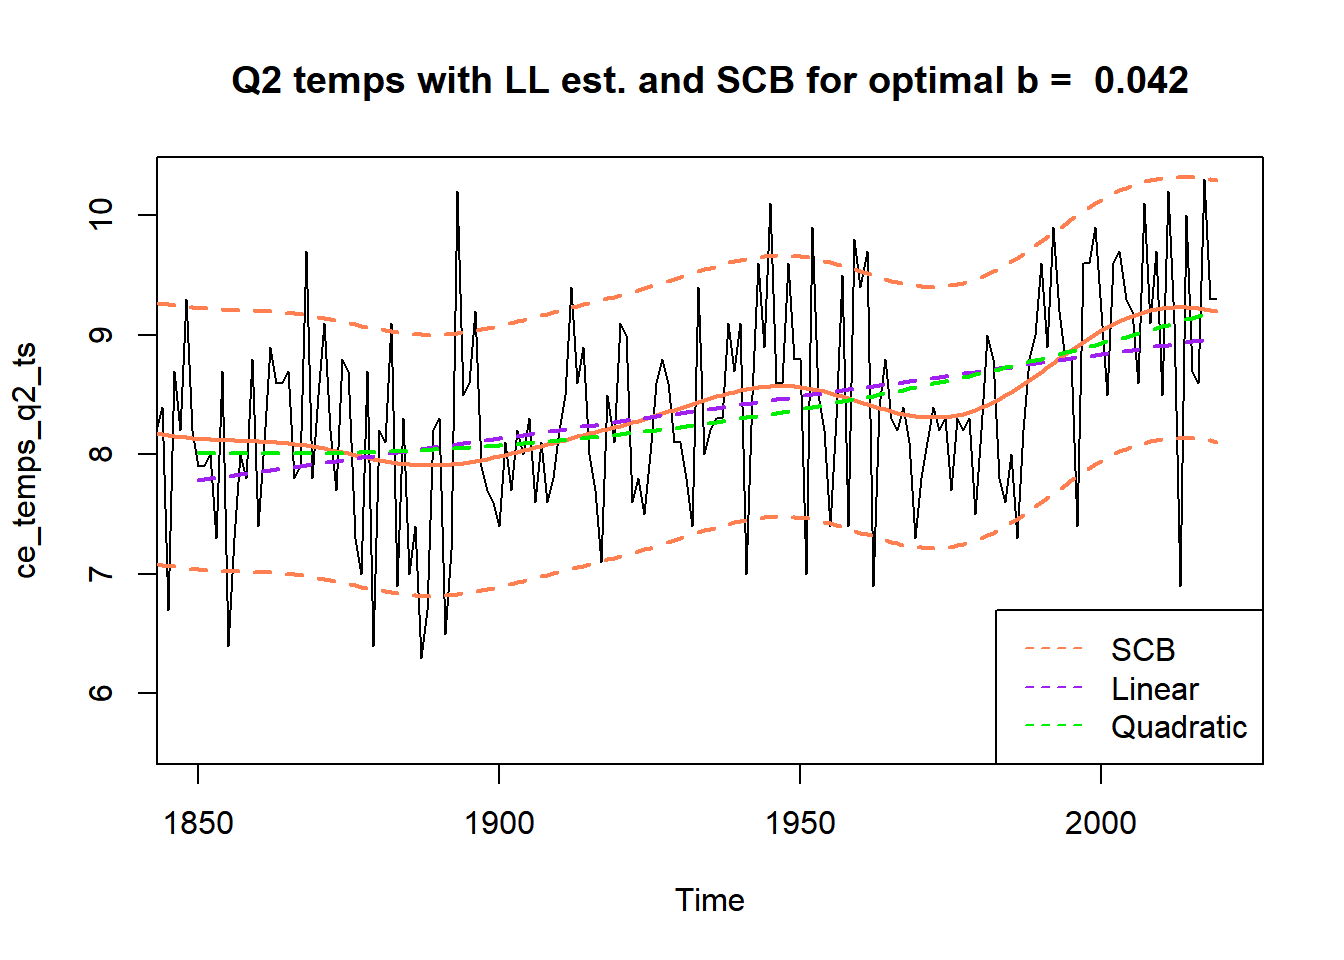 Q2 temps with LL est. and SCB for optimal b =  0.042
ce_temps_q2_ts
10
9
8
7
6
SCB
Linear
Quadratic
1850 1900 1950 2000
Time